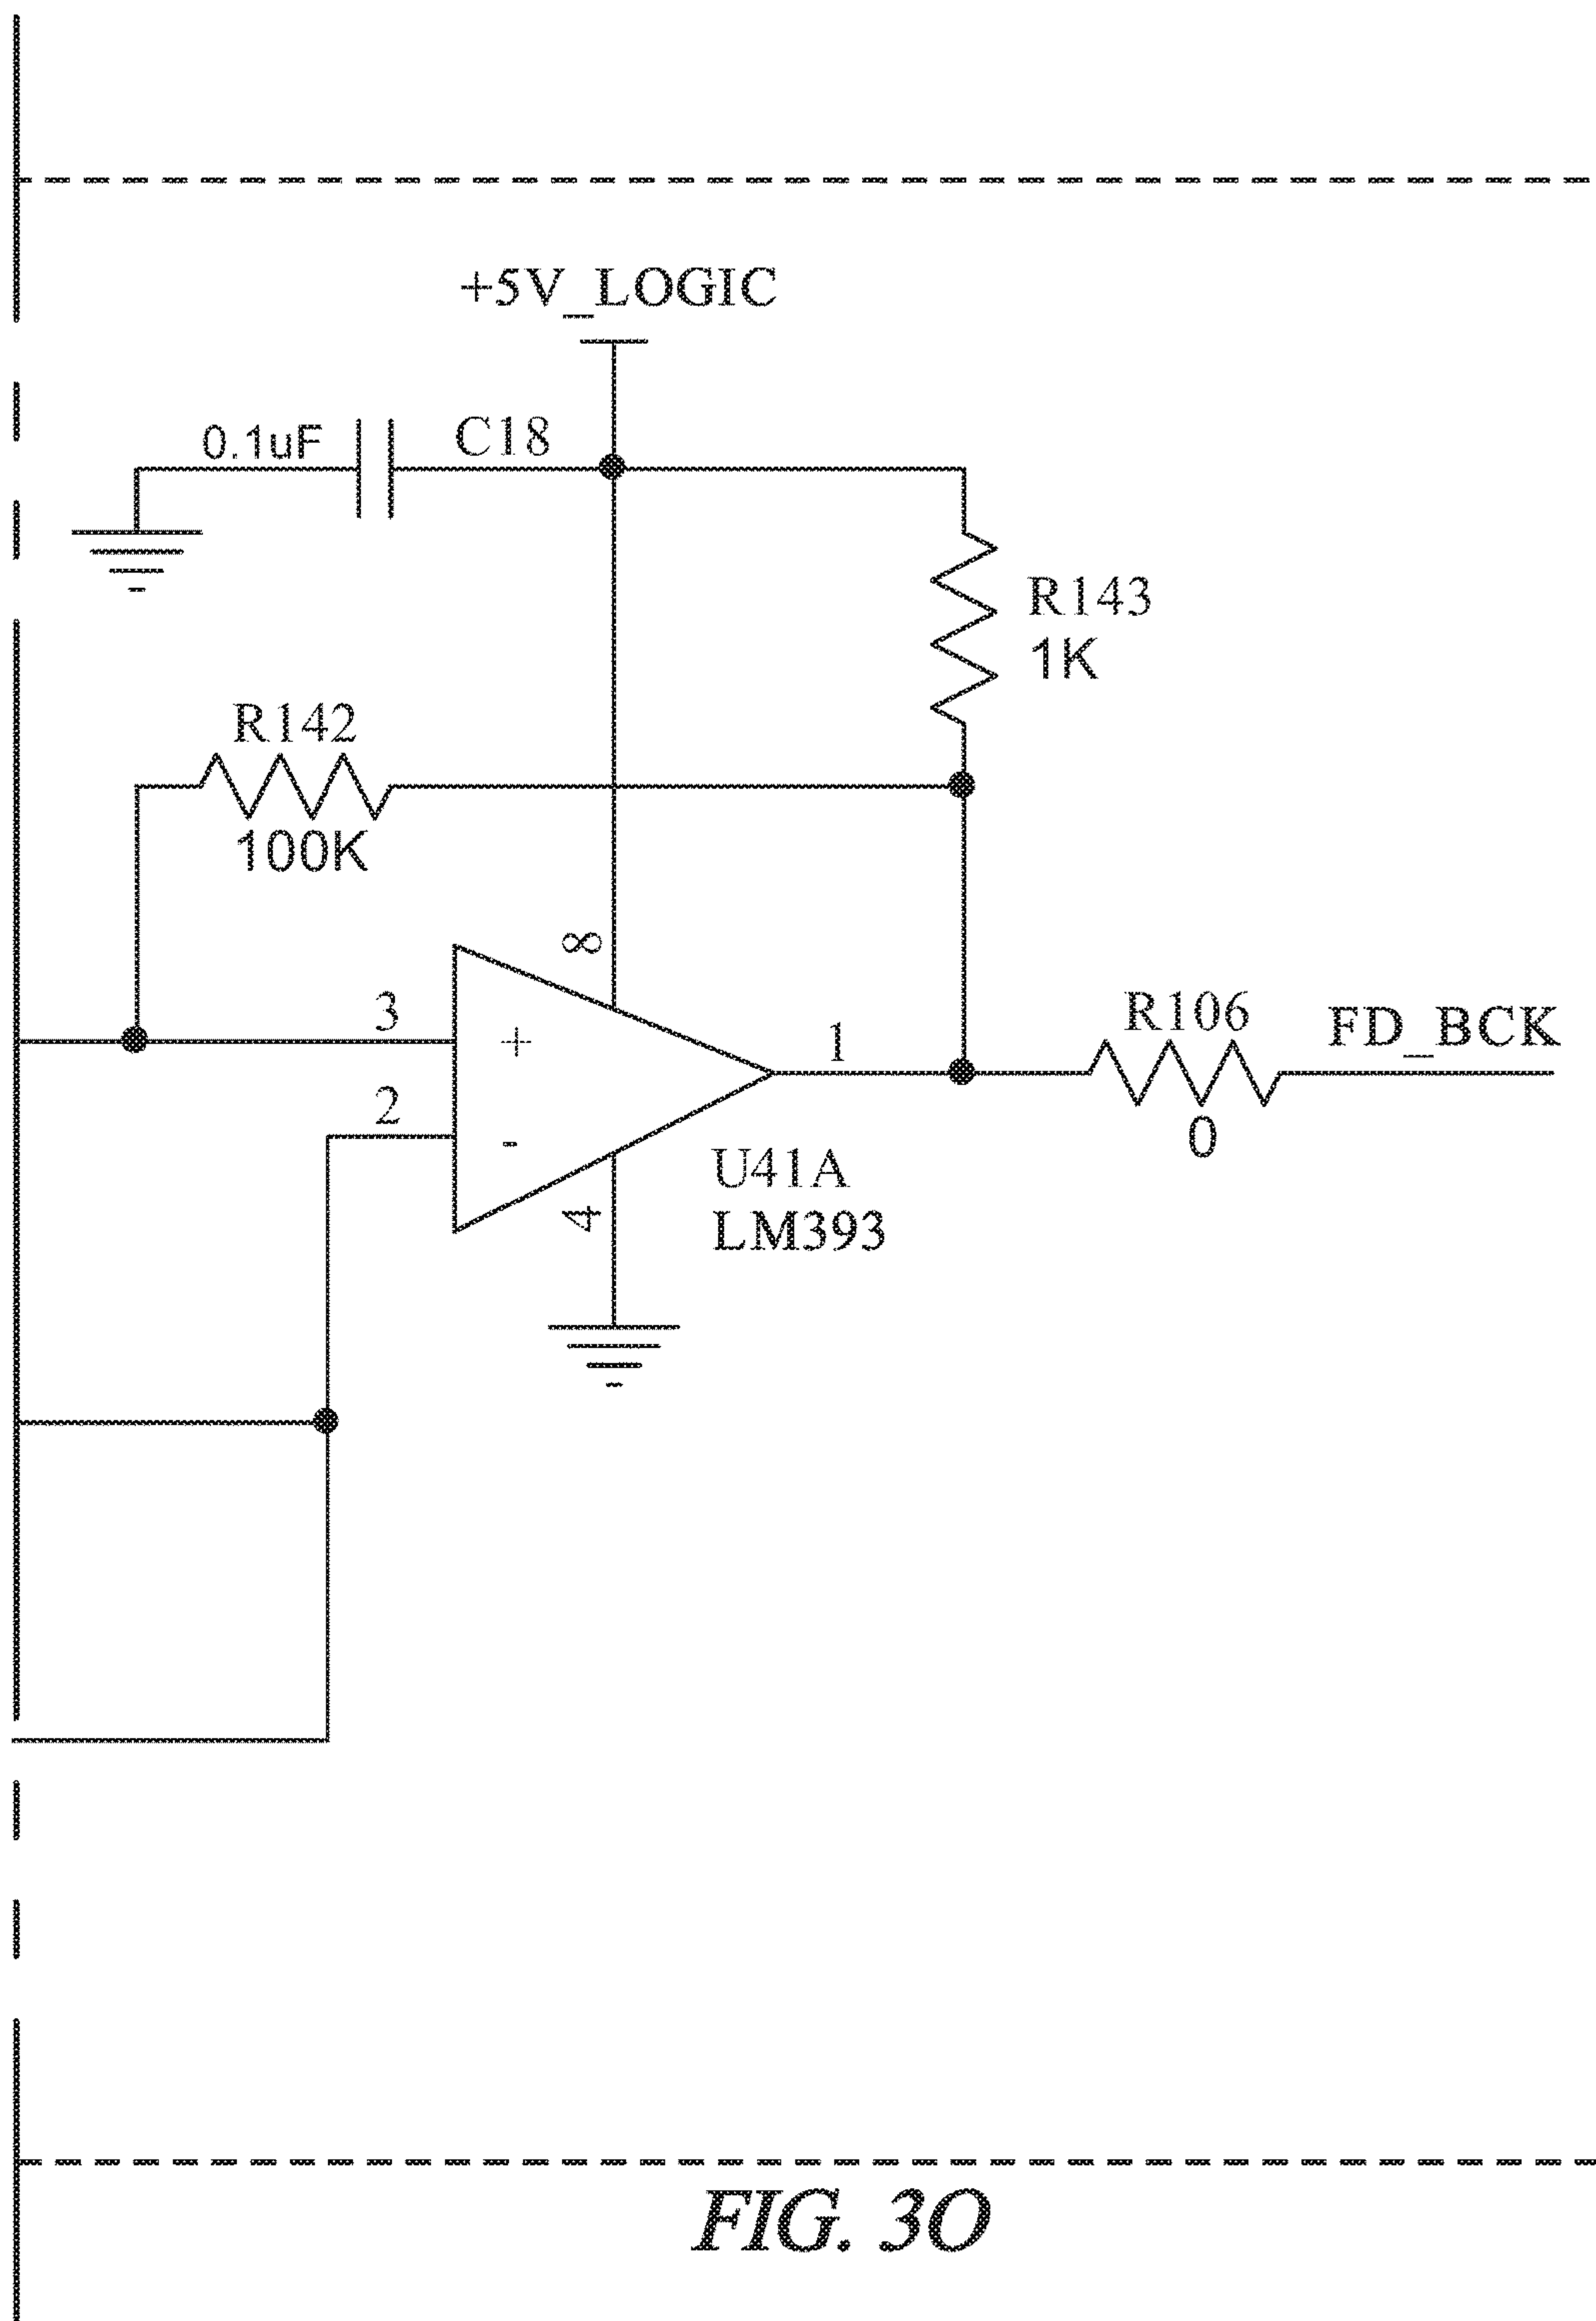 +5V_LOGIC
0.1uF
C18
R143
1K
R142
100K
8
3
+
1
R106
FD_BCK
2
-
0
4
U41A
LM393
FIG. 3O